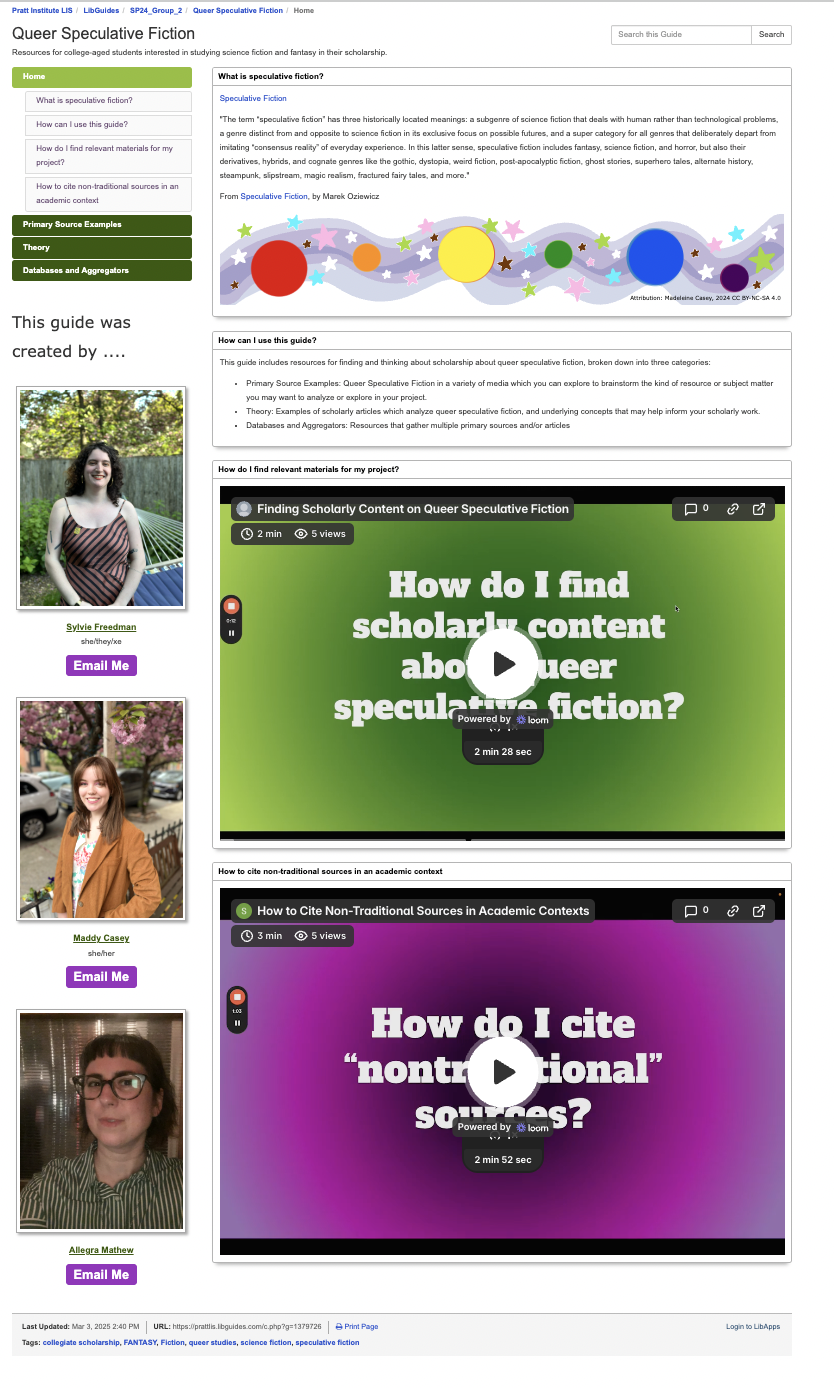 Pratt Institute LIS / LibGuides / SP24_Group_2 / Queer Speculative Fiction / Home
Queer Speculative Fiction
Search this Guide Search
Resources for college-aged students interested in studying science fiction and fantasy in their scholarship.
Home
What is speculative fiction?
How can I use this guide?
How do I find relevant materials for my
project?
How to cite non-traditional sources in an
academic context
Primary Source Examples
Theory
Databases and Aggregators
This guide was
created by ....
Sylvie Freedman
she/they/xe
Email Me
Maddy Casey
she/her
Email Me
Allegra Mathew
Email Me
What is speculative fiction?
Speculative Fiction
"The term “speculative fiction” has three historically located meanings: a subgenre of science fiction that deals with human rather than technological problems,
a genre distinct from and opposite to science fiction in its exclusive focus on possible futures, and a super category for all genres that deliberately depart from
imitating “consensus reality” of everyday experience. In this latter sense, speculative fiction includes fantasy, science fiction, and horror, but also their
derivatives, hybrids, and cognate genres like the gothic, dystopia, weird fiction, post-apocalyptic fiction, ghost stories, superhero tales, alternate history,
steampunk, slipstream, magic realism, fractured fairy tales, and more."
From Speculative Fiction, by Marek Oziewicz
Attribution: Madeleine Casey, 2024 CC BY-NC-SA 4.0
How can I use this guide?
This guide includes resources for finding and thinking about scholarship about queer speculative fiction, broken down into three categories:
• Primary Source Examples: Queer Speculative Fiction in a variety of media which you can explore to brainstorm the kind of resource or subject matter
you may want to analyze or explore in your project.
• Theory: Examples of scholarly articles which analyze queer speculative fiction, and underlying concepts that may help inform your scholarly work.
• Databases and Aggregators: Resources that gather multiple primary sources and/or articles
How do I find relevant materials for my project?
Finding Scholarly Content on Queer Speculative Fiction
0
2 min 5 views
How do I find
scholarly content
about queer
speculative fiction?
0:12
Powered by loom
2 min 28 sec
How to cite non-traditional sources in an academic context
S How to Cite Non-Traditional Sources in Academic Contexts
0
3 min 5 views
How do I cite
“nontraditional”
sources?
1:03
Powered by loom
2 min 52 sec
Last Updated: Mar 3, 2025 2:40 PM URL: https://prattlis.libguides.com/c.php?g=1379726 Print Page
Login to LibApps
Tags: collegiate scholarship, FANTASY, Fiction, queer studies, science fiction, speculative fiction